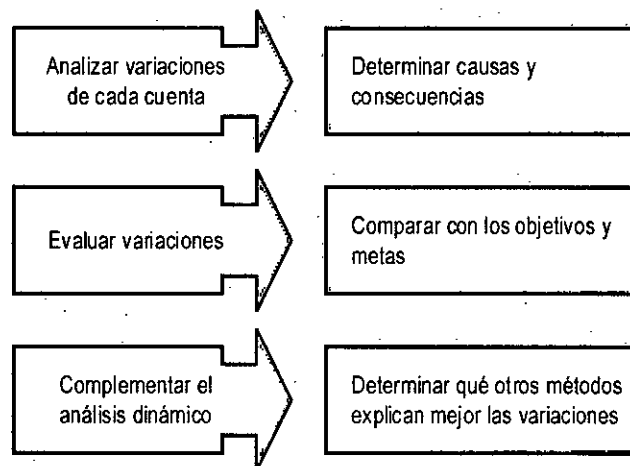 Analizar variaciones
de cada cuenta
Determinar causas y
consecuencias
Evaluar variaciones
Comparar con los objetivos y
metas
Complementar el
análisis dinámico
Determinar qué otros métodos
explican mejor las variaciones